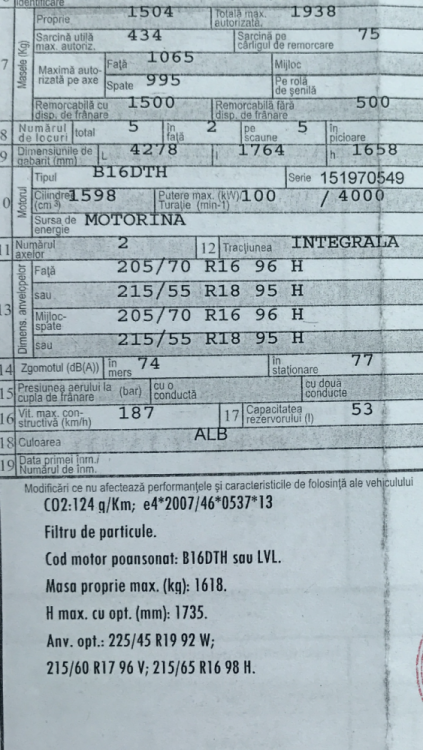 Identificare
Proprie 1504 Totală max. autorizată. 1938
Sarcină utilă max. autoriz. 434 Sarcină pe cârligul de remorcare 75
7 Masele (Kg) Maximă autorizată pe axe Față 1065 Mijloc
Spate 995 Pe rolă de șenilă
Remorcabilă cu disp. de frânare 1500 Remorcabilă fără disp. de frânare 500
8 Numărul de locuri total 5 în față 2 pe scaune 5 în picioare
9 Dimensiunile de gabarit (mm) L 4278 l 1764 h 1658
0 Motorul Tipul B16DTH Serie 151970549
Cilindree (cm³) 1598 Putere max. (kW) Turație (min-1) 100 / 4000
Sursa de energie MOTORINA
11 Numărul axelor 2 12 Tracțiunea INTEGRALA
13 Dimens. anvelopelor Față 205/70 R16 96 H
sau 215/55 R18 95 H
Mijloc-spate 205/70 R16 96 H
sau 215/55 R18 95 H
14 Zgomotul (dB(A)) în mers 74 în staționare 77
15 Presiunea aerului la cupla de frânare (bar) cu o conductă cu două conducte
16 Vit. max. constructivă (km/h) 187 17 Capacitatea rezervorului (l) 53
18 Culoarea ALB
19 Data primei înm./ Numărul de înm.
Modificări ce nu afectează performanțele și caracteristicile de folosință ale vehiculului
CO2:124 g/Km; e4*2007/46*0537*13
Filtru de particule.
Cod motor poansonat: B16DTH sau LVL.
Masa proprie max. (kg): 1618.
H max. cu opt. (mm): 1735.
Anv. opt.: 225/45 R19 92 W;
215/60 R17 96 V; 215/65 R16 98 H.